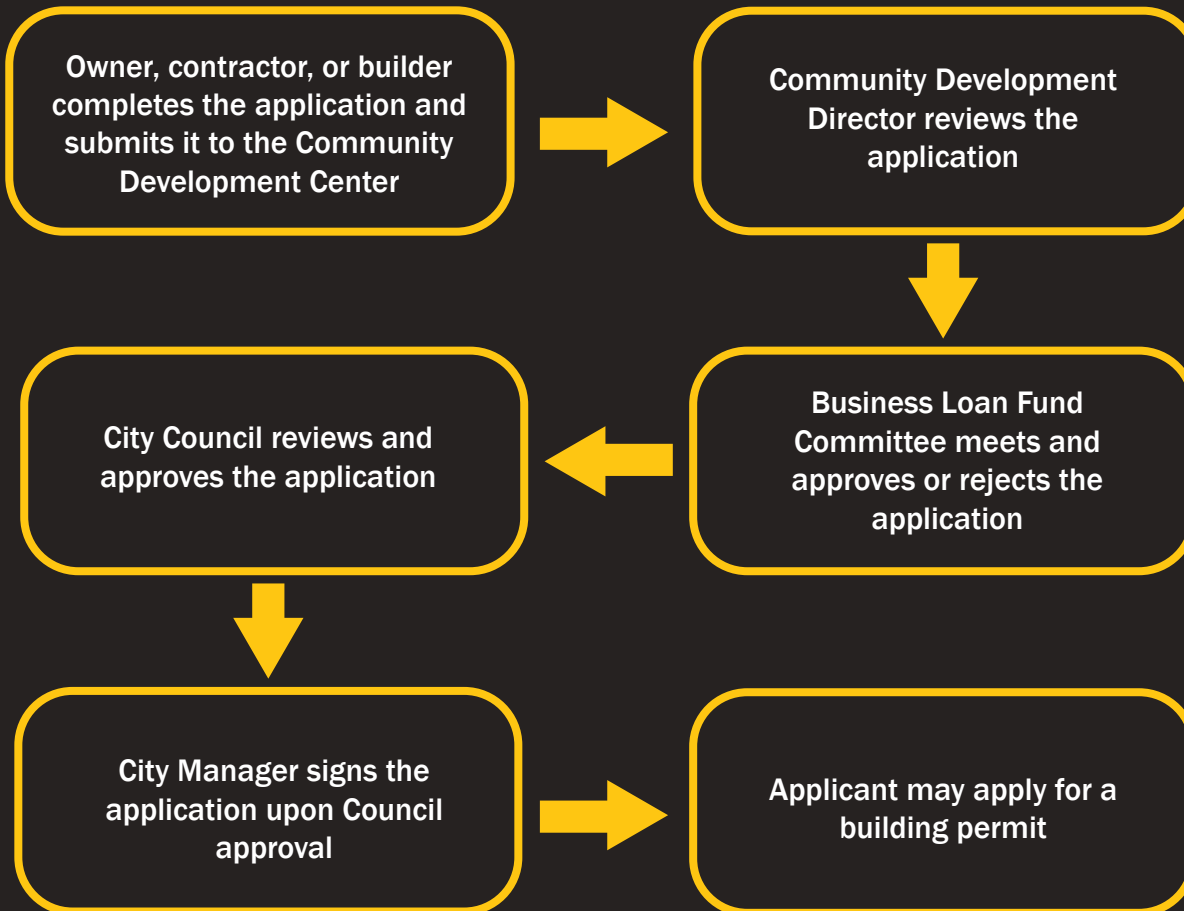 Owner, contractor, or builder
completes the application and
submits it to the Community
Development Center
Community Development
Director reviews the
application
Business Loan Fund
Committee meets and
approves or rejects the
application
City Council reviews and
approves the application
City Manager signs the
application upon Council
approval
Applicant may apply for a
building permit